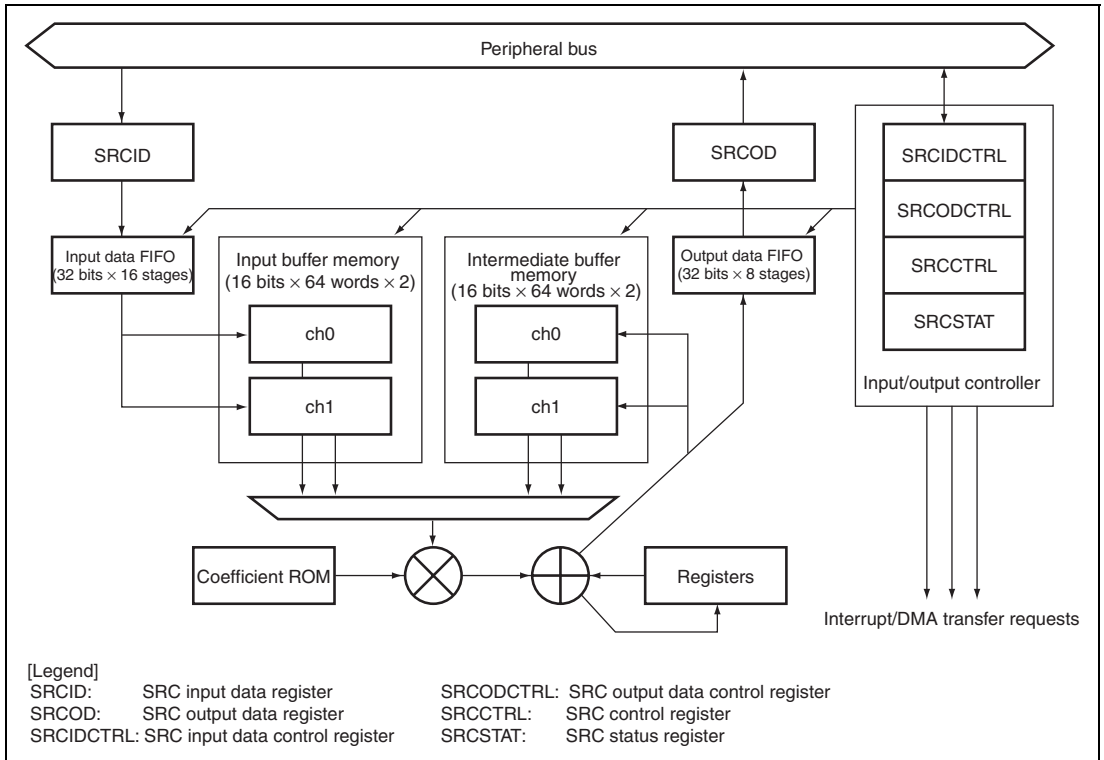 Peripheral bus
SRCID
SRCOD
SRCIDCTRL
SRCODCTRL
SRCCTRL
SRCSTAT
Input/output controller
Input data FIFO
(32 bits × 16 stages)
Input buffer memory
(16 bits × 64 words × 2)
ch0
ch1
Intermediate buffer
memory
(16 bits × 64 words × 2)
ch0
ch1
Output data FIFO
(32 bits × 8 stages)
Coefficient ROM
Registers
Interrupt/DMA transfer requests
[Legend]
SRCID: SRC input data register
SRCOD: SRC output data register
SRCIDCTRL: SRC input data control register
SRCODCTRL: SRC output data control register
SRCCTRL: SRC control register
SRCSTAT: SRC status register